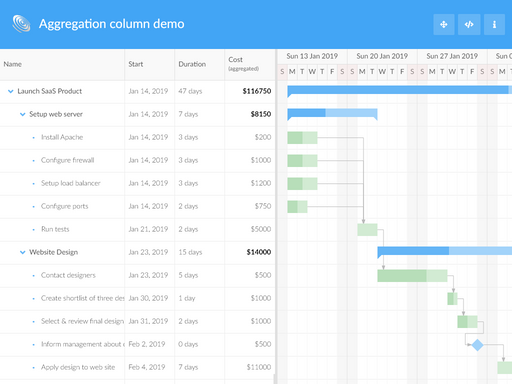 Aggregation column demo
Name Start Duration Cost (aggregated) Sun 13 Jan 2019 Sun 20 Jan 2019 Sun 27 Jan 2019 Sun
S M T W T F S S M T W T F S S M T W T F S S M
Launch SaaS Product Jan 14, 2019 47 days $116750
Setup web server Jan 14, 2019 7 days $8150
Install Apache Jan 14, 2019 3 days $200
Configure firewall Jan 14, 2019 3 days $1000
Setup load balancer Jan 14, 2019 3 days $1200
Configure ports Jan 14, 2019 2 days $750
Run tests Jan 21, 2019 2 days $5000
Website Design Jan 23, 2019 15 days $14000
Contact designers Jan 23, 2019 5 days $500
Create shortlist of three des Jan 30, 2019 1 day $1000
Select & review final design Jan 31, 2019 2 days $1000
Inform management about Feb 2, 2019 0 days $500
Apply design to web site Feb 4, 2019 7 days $11000